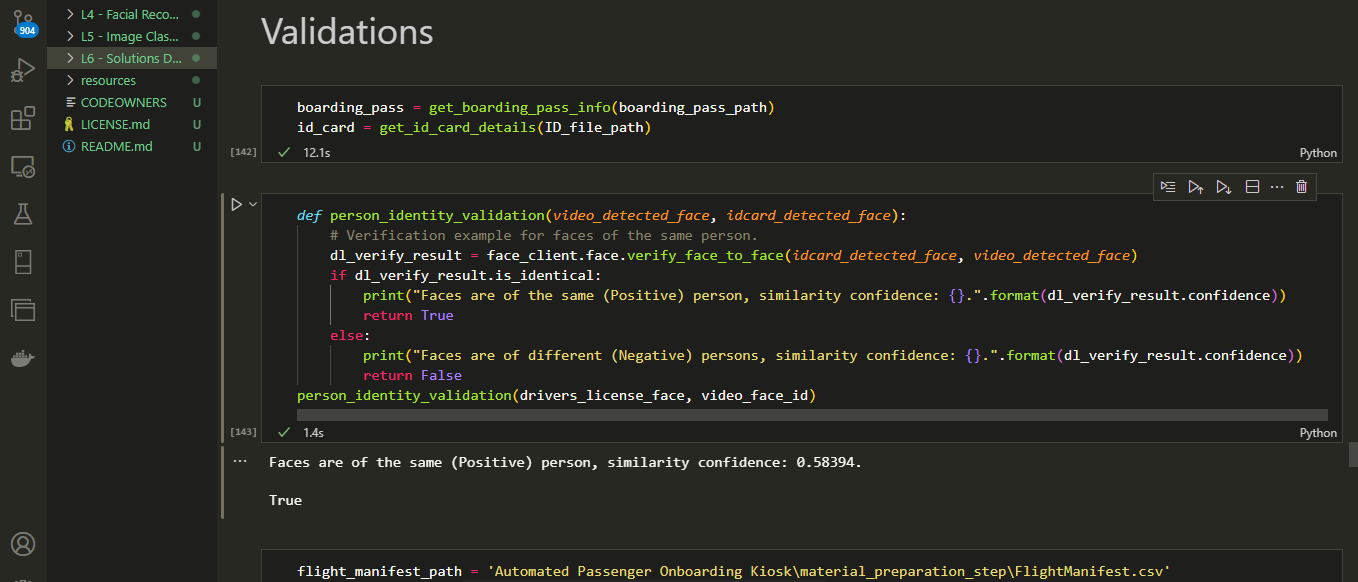 904
L4 - Facial Reco...
L5 - Image Clas...
L6 - Solutions D...
resources
CODEOWNERS U
LICENSE.md U
README.md U
Validations
boarding_pass = get_boarding_pass_info(boarding_pass_path)
id_card = get_id_card_details(ID_file_path)
[142] 12.1s Python
def person_identity_validation(video_detected_face, idcard_detected_face):
# Verification example for faces of the same person.
dl_verify_result = face_client.face.verify_face_to_face(idcard_detected_face, video_detected_face)
if dl_verify_result.is_identical:
print("Faces are of the same (Positive) person, similarity confidence: {}.".format(dl_verify_result.confidence))
return True
else:
print("Faces are of different (Negative) persons, similarity confidence: {}.".format(dl_verify_result.confidence))
return False
person_identity_validation(drivers_license_face, video_face_id)
[143] 1.4s Python
Faces are of the same (Positive) person, similarity confidence: 0.58394.
True
flight_manifest_path = 'Automated Passenger Onboarding Kiosk\material_preparation_step\FlightManifest.csv'